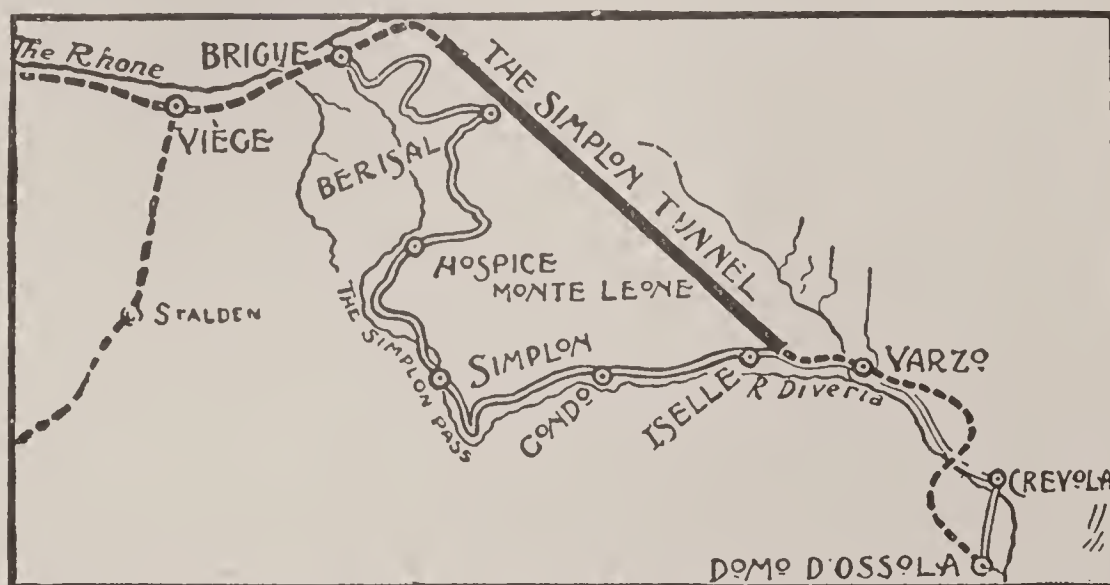 The Rhone
BRIGUE
VIÈGE
THE SIMPLON TUNNEL
BERISAL
HOSPICE
MONTE LEONE
STALDEN
THE SIMPLON PASS
SIMPLON
GONDO
ISELLE
R Diveria
VARZO
CREVOLA
DOMO D'OSSOLA